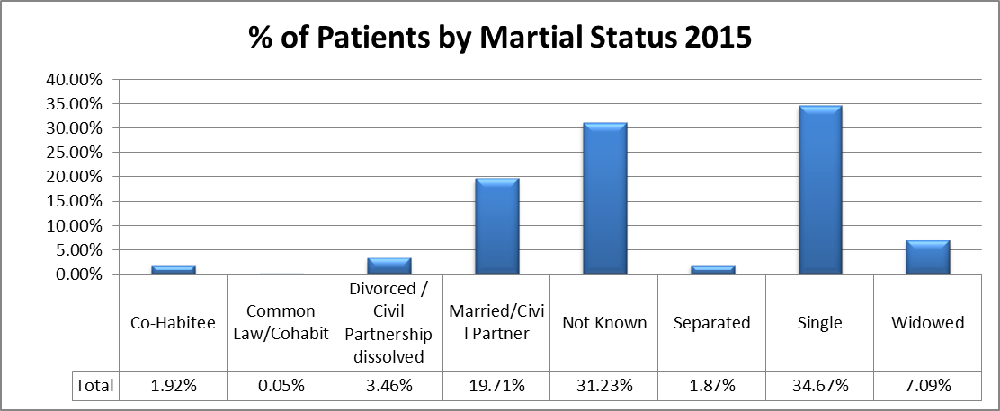 % of Patients by Martial Status 2015
40.00%
35.00%
30.00%
25.00%
20.00%
15.00%
10.00%
5.00%
0.00%
Co-Habitee
Common
Law/Cohabit
Divorced /
Civil
Partnership
dissolved
Married/Civi
l Partner
Not Known
Separated
Single
Widowed
Total 1.92% 0.05% 3.46% 19.71% 31.23% 1.87% 34.67% 7.09%